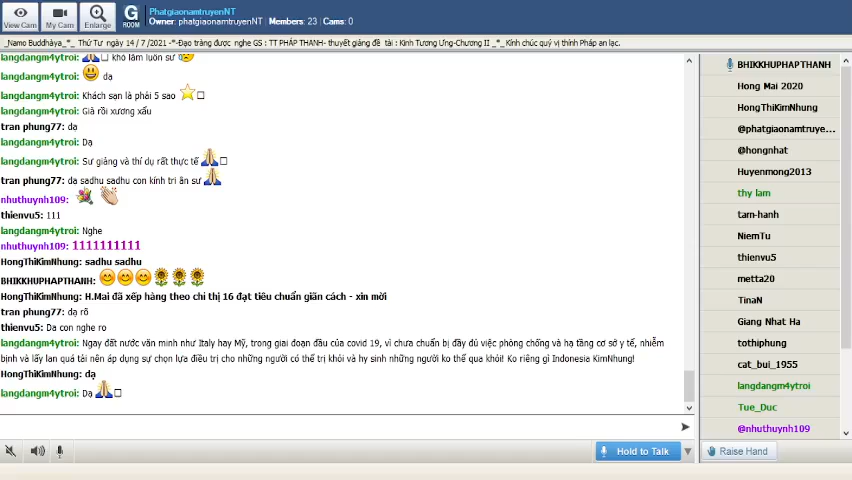 View Cam
My Cam
Enlarge
G
ROOM
PhatgiaonamtruyenNT
Owner: phatgiaonamtruyenNT | Members: 23 | Cams: 0
_Namo Buddhàya_*_ Thứ Tư ngày 14 / 7 /2021 -*-Đạo tràng được nghe GS : TT PHÁP THANH- thuyết giảng đề tài : Kinh Tương Ưng-Chương II _*_ Kính chúc quý vị thính Pháp an lạc.
langdangm4ytroi: khó lắm luôn sư
langdangm4ytroi: dạ
langdangm4ytroi: Khách sạn là phải 5 sao
langdangm4ytroi: Già rồi xương xẩu
tran phung77: dạ
langdangm4ytroi: Dạ
langdangm4ytroi: Sư giảng và thí dụ rất thực tế
tran phung77: dạ sadhu sadhu con kính tri ân sư
nhuthuynh109:
thienvu5: 111
langdangm4ytroi: Nghe
nhuthuynh109: 1111111111
HongThiKimNhung: sadhu sadhu
BHIKKHUPHAPTHANH:
HongThiKimNhung: H.Mai đã xếp hàng theo chỉ thị 16 đạt tiêu chuẩn giãn cách - xin mời
tran phung77: dạ rõ
thienvu5: Da con nghe ro
langdangm4ytroi: Ngay đất nước văn minh như Italy hay Mỹ, trong giai đoạn đầu của covid 19, vì chưa chuẩn bị đầy đủ việc phòng chống và hạ tầng cơ sở y tế, nhiễm
bịnh và lấy lan quá tải nên áp dụng sự chọn lựa điều trị cho những người có thể trị khỏi và hy sinh những người ko thể qua khỏi! Ko riêng gì Indonesia KimNhung!
HongThiKimNhung: dạ
langdangm4ytroi: Dạ
Hold to Talk
BHIKKHUPHAPTHANH
Hong Mai 2020
HongThiKimNhung
@phatgiaonamtruye...
@hongnhat
Huyenmong2013
thy lam
tam-hanh
NiemTu
thienvu5
metta20
TinaN
Giang Nhat Ha
tothiphung
cat_bui_1955
langdangm4ytroi
Tue_Duc
@nhuthuynh109
Raise Hand